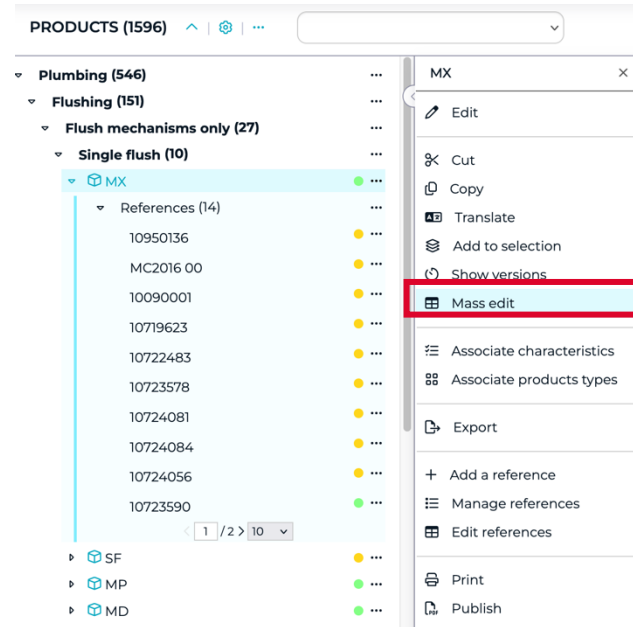 PRODUCTS (1596)
Plumbing (546)
Flushing (151)
Flush mechanisms only (27)
Single flush (10)
MX
References (14)
10950136
MC2016 00
10090001
10719623
10722483
10723578
10724081
10724084
10724056
10723590
1 / 2 10
SF
MP
MD
MX
Edit
Cut
Copy
Translate
Add to selection
Show versions
Mass edit
Associate characteristics
Associate products types
Export
Add a reference
Manage references
Edit references
Print
Publish